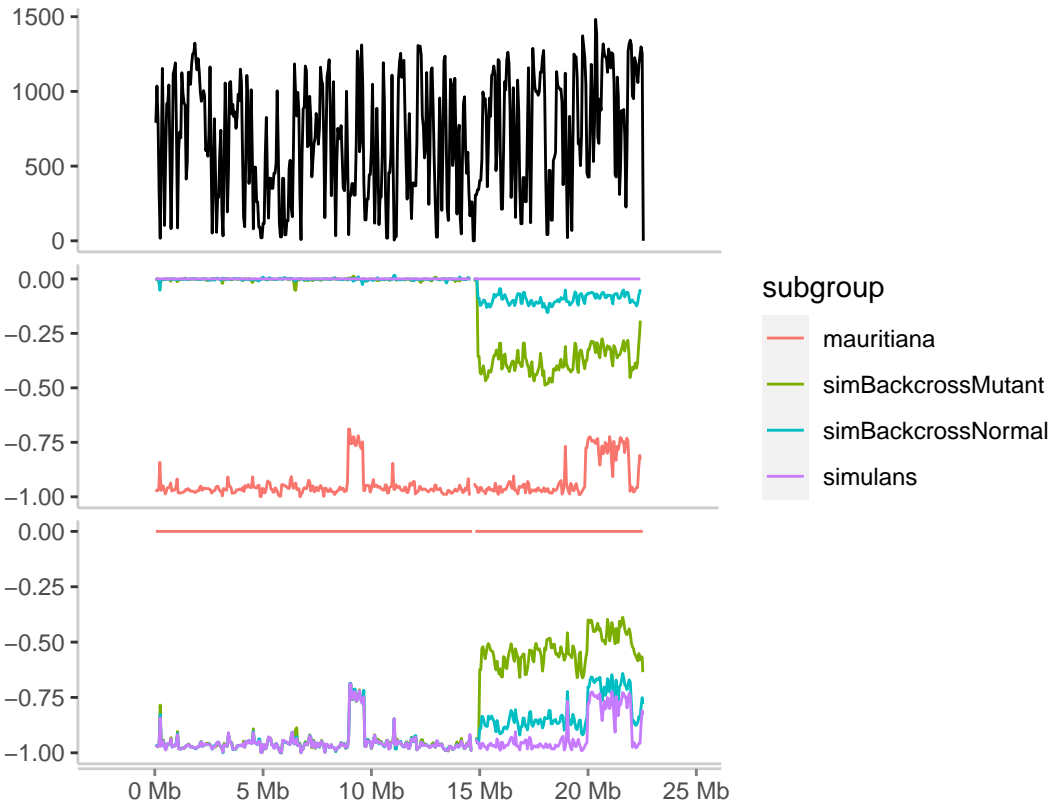 1500
1000
500
0
0.00
−0.25
−0.50
−0.75
−1.00
0.00
−0.25
−0.50
−0.75
−1.00
0 Mb 5 Mb 10 Mb 15 Mb 20 Mb 25 Mb
subgroup
mauritiana
simBackcrossMutant
simBackcrossNormal
simulans